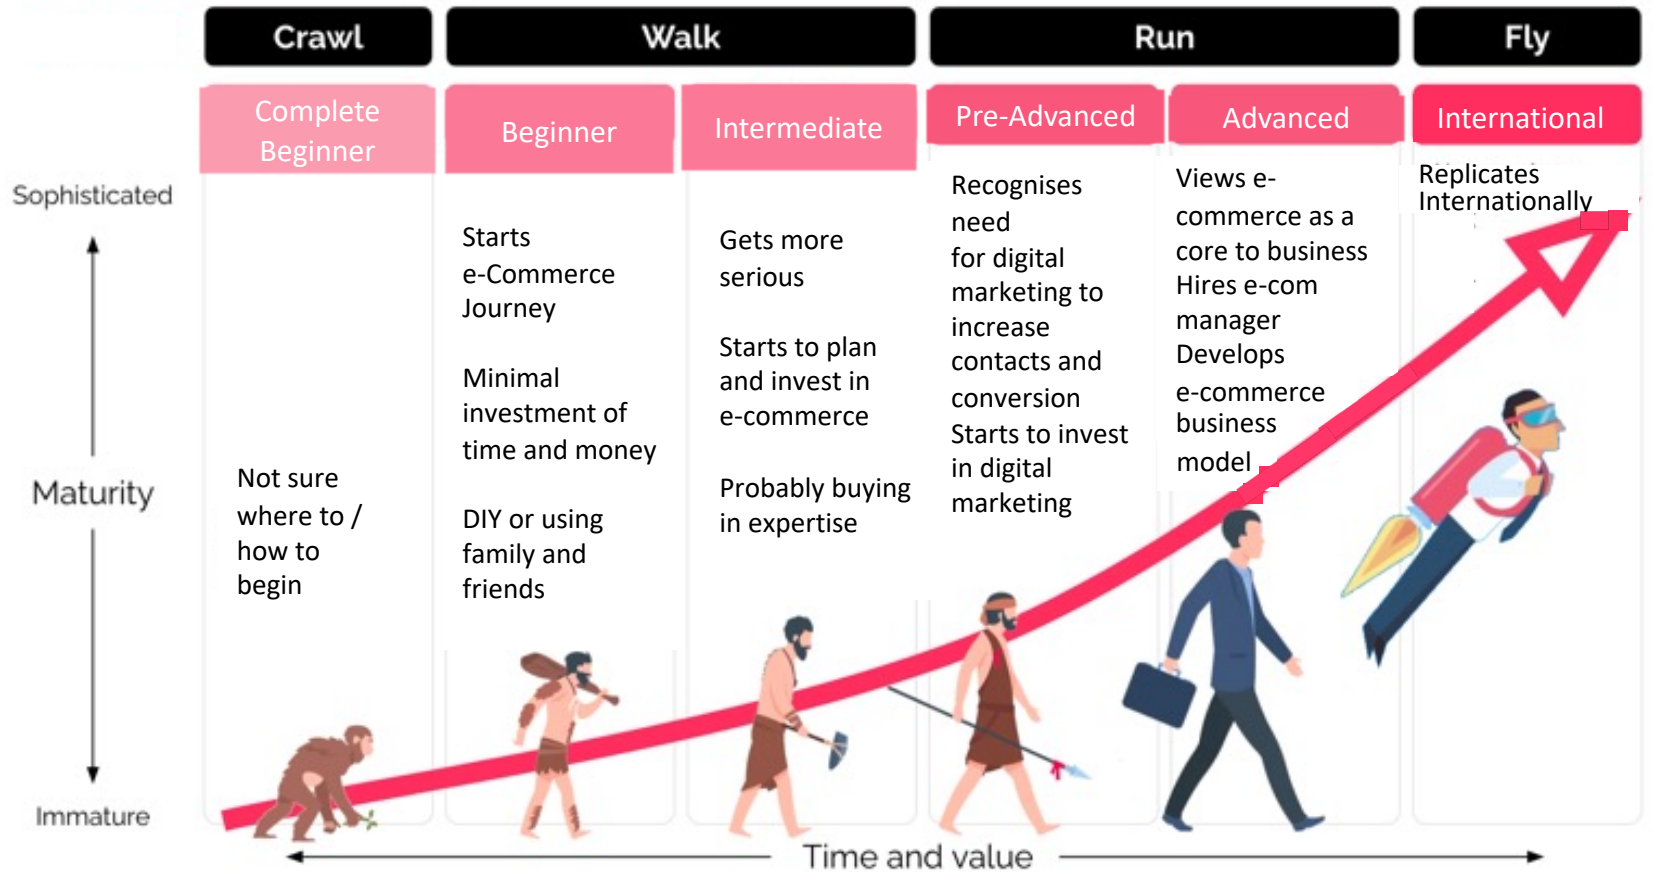 Crawl
Walk
Run
Fly
Complete
Beginner
Beginner
Intermediate
Pre-Advanced
Advanced
International
Sophisticated
Maturity
Immature
Not sure
where to /
how to
begin
Starts
e-Commerce
Journey
Minimal
investment of
time and money
DIY or using
family and
friends
Gets more
serious
Starts to plan
and invest in
e-commerce
Probably buying
in expertise
Recognises
need
for digital
marketing to
increase
contacts and
conversion
Starts to invest
in digital
marketing
Views e-
commerce as a
core to business
Hires e-com
manager
Develops
e-commerce
business
model
Replicates
Internationally
Time and value